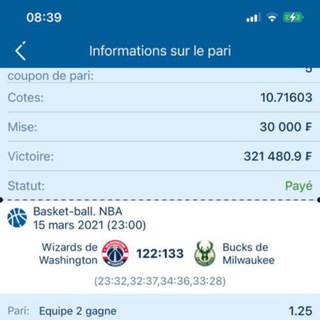 08:39
Informations sur le pari
coupon de pari: 5
Cotes: 10.71603
Mise: 30 000 ₣
Victoire: 321 480.9 ₣
Statut: Payé
Basket-ball. NBA
15 mars 2021 (23:00)
Wizards de Washington 122:133 Bucks de Milwaukee
(23:32,32:37,34:36,33:28)
Pari: Equipe 2 gagne 1.25